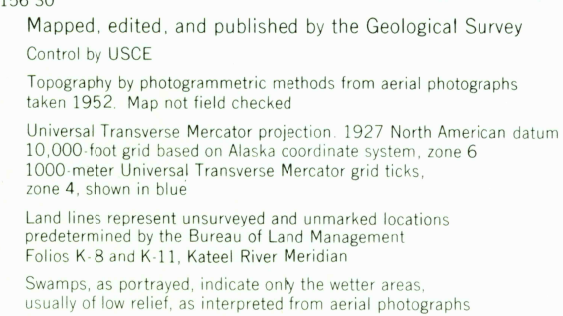 156°30'
Mapped, edited, and published by the Geological Survey
Control by USCE
Topography by photogrammetric methods from aerial photographs
taken 1952. Map not field checked
Universal Transverse Mercator projection. 1927 North American datum
10,000-foot grid based on Alaska coordinate system, zone 6
1000-meter Universal Transverse Mercator grid ticks,
zone 4, shown in blue
Land lines represent unsurveyed and unmarked locations
predetermined by the Bureau of Land Management
Folios K-8 and K-11, Kateel River Meridian
Swamps, as portrayed, indicate only the wetter areas,
usually of low relief, as interpreted from aerial photographs